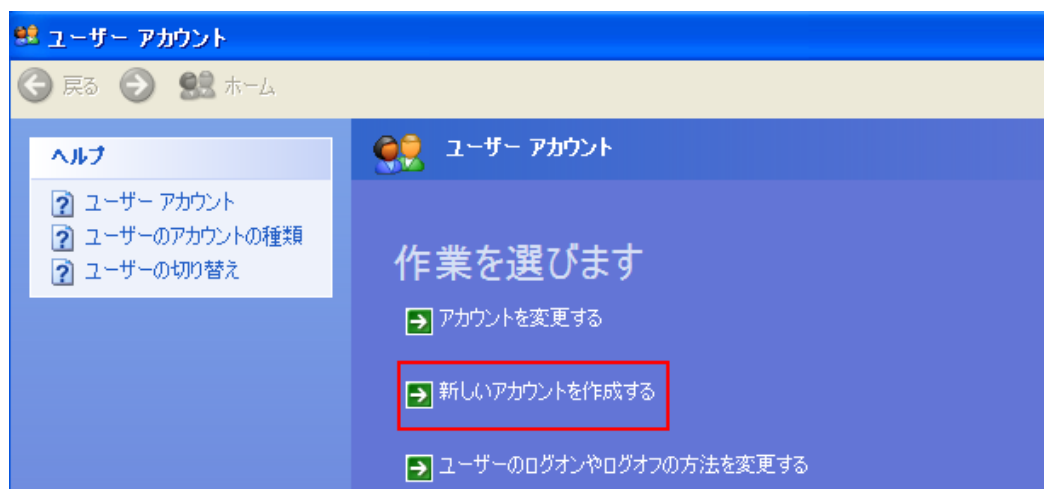 ユーザー アカウント
戻る ホーム
ヘルプ
ユーザー アカウント
ユーザーのアカウントの種類
ユーザーの切り替え
ユーザー アカウント
作業を選びます
アカウントを変更する
新しいアカウントを作成する
ユーザーのログオンやログオフの方法を変更する